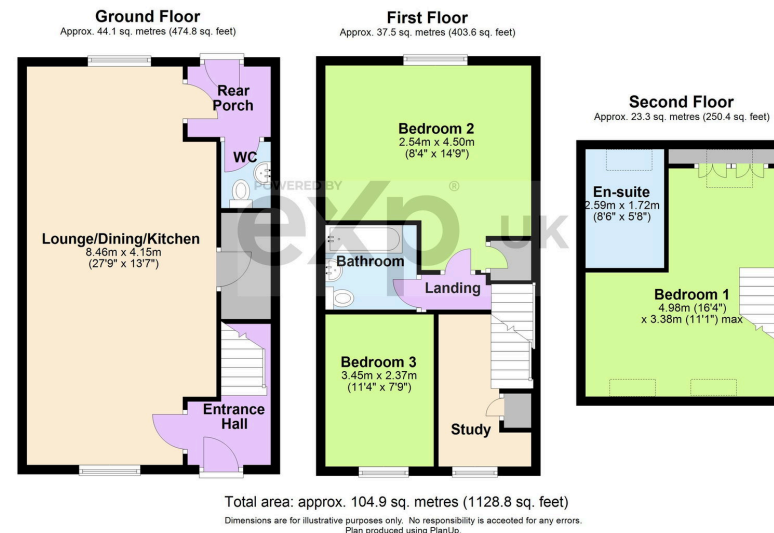 Ground Floor
Approx. 44.1 sq. metres (474.8 sq. feet)
Rear
Porch
WC
Lounge/Dining/Kitchen
8.46m x 4.15m
(27'9" x 13'7")
Entrance
Hall
First Floor
Approx. 37.5 sq. metres (403.6 sq. feet)
Bedroom 2
2.54m x 4.50m
(8'4" x 14'9")
Bathroom
Landing
Bedroom 3
3.45m x 2.37m
(11'4" x 7'9")
Study
Second Floor
Approx. 23.3 sq. metres (250.4 sq. feet)
En-suite
2.59m x 1.72m
(8'6" x 5'8")
Bedroom 1
4.98m (16'4")
x 3.38m (11'1") max
POWERED BY
exp® UK
Total area: approx. 104.9 sq. metres (1128.8 sq. feet)
Dimensions are for illustrative purposes only. No responsibility is accepted for any errors.
Plan produced using PlanUp.